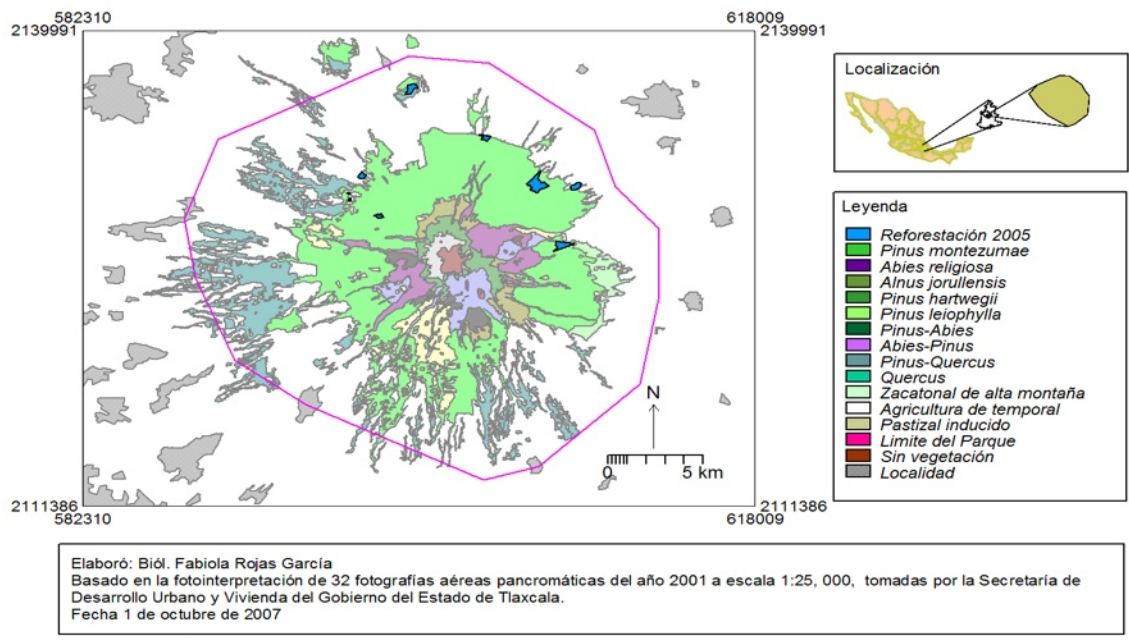 582310
618009
2139991
2139991
Localización
Leyenda
Reforestación 2005
Pinus montezumae
Abies religiosa
Alnus jorullensis
Pinus hartwegii
Pinus leiophylla
Pinus-Abies
Abies-Pinus
Pinus-Quercus
Quercus
Zacatonal de alta montaña
Agricultura de temporal
Pastizal inducido
Limite del Parque
Sin vegetación
Localidad
N
0 5 km
2111386
2111386
582310
618009
Elaboró: Biól. Fabiola Rojas García
Basado en la fotointerpretación de 32 fotografías aéreas pancromáticas del año 2001 a escala 1:25, 000, tomadas por la Secretaría de
Desarrollo Urbano y Vivienda del Gobierno del Estado de Tlaxcala.
Fecha 1 de octubre de 2007